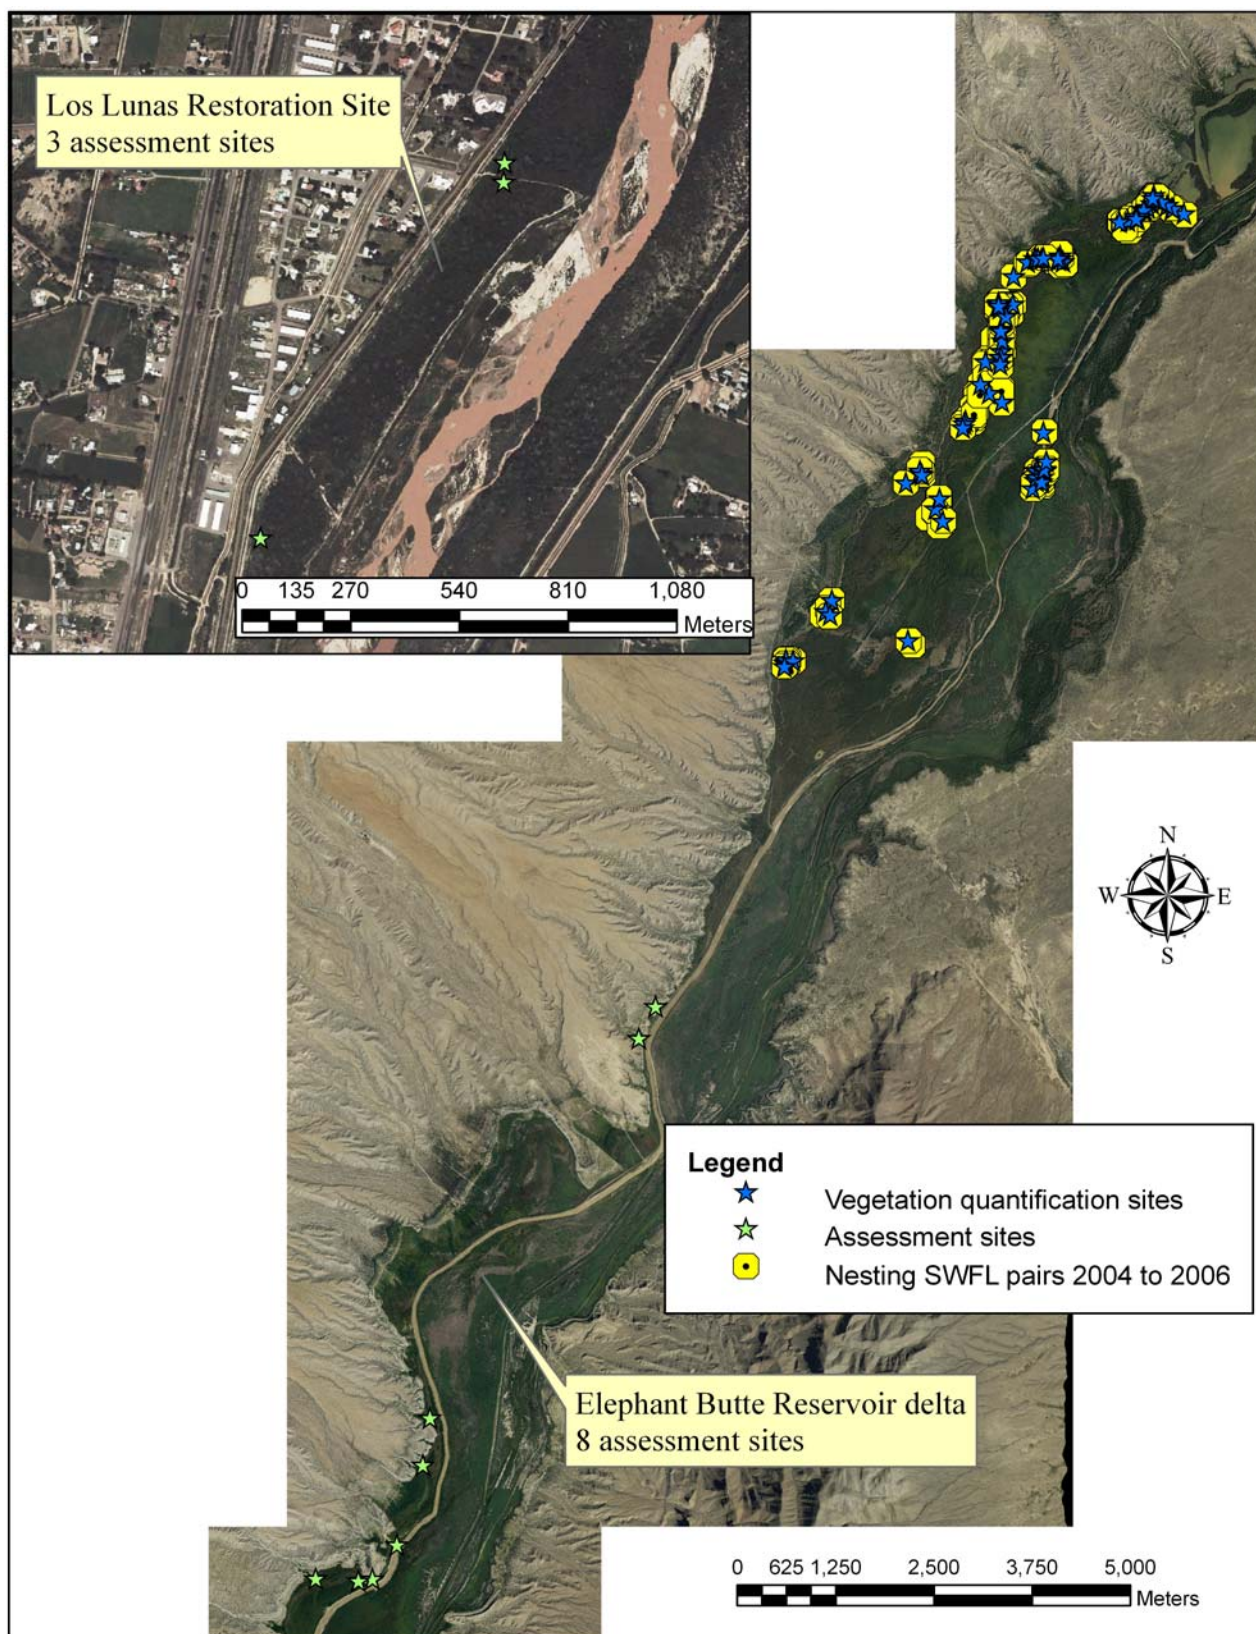 Los Lunas Restoration Site
3 assessment sites
0 135 270 540 810 1,080
Meters
N
W E
S
Legend
Vegetation quantification sites
Assessment sites
Nesting SWFL pairs 2004 to 2006
Elephant Butte Reservoir delta
8 assessment sites
0 625 1,250 2,500 3,750 5,000
Meters